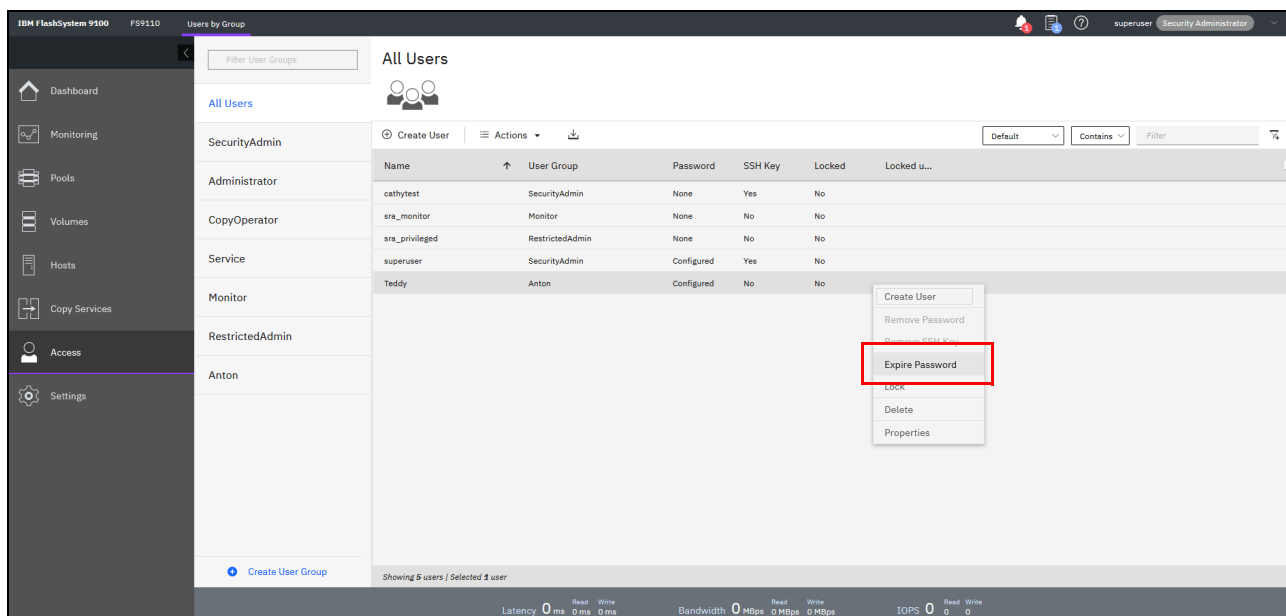 IBM FlashSystem 9100 FS9110 Users by Group 1 1 superuser Security Administrator
Dashboard
Monitoring
Pools
Volumes
Hosts
Copy Services
Access
Settings
Filter User Groups
All Users
SecurityAdmin
Administrator
CopyOperator
Service
Monitor
RestrictedAdmin
Anton
Create User Group
All Users
Create User Actions Default Contains Filter
Name User Group Password SSH Key Locked Locked u...
cathytest SecurityAdmin None Yes No
sra_monitor Monitor None No No
sra_privileged RestrictedAdmin None No No
superuser SecurityAdmin Configured Yes No
Teddy Anton Configured No No
Create User
Remove Password
Remove SSH Key
Expire Password
Lock
Delete
Properties
Showing 5 users | Selected 1 user
Latency 0 ms Read 0 ms Write 0 ms Bandwidth 0 MBps Read 0 MBps Write 0 MBps IOPS 0 Read 0 Write 0